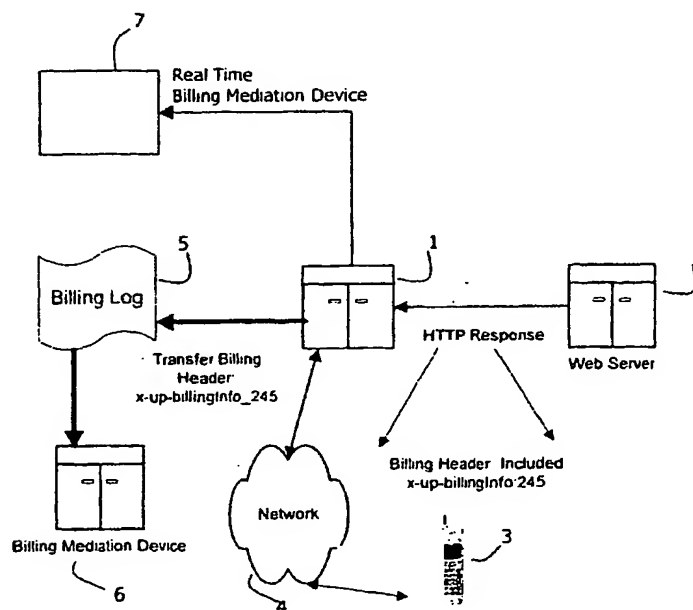 7
Real Time
Billing Mediation Device
5
1
Billing Log
HTTP Response
Web Server
Transfer Billing
Header
x-up-billingInfo_245
Billing Header Included
x-up-billingInfo:245
Network
3
Billing Mediation Device
6
4